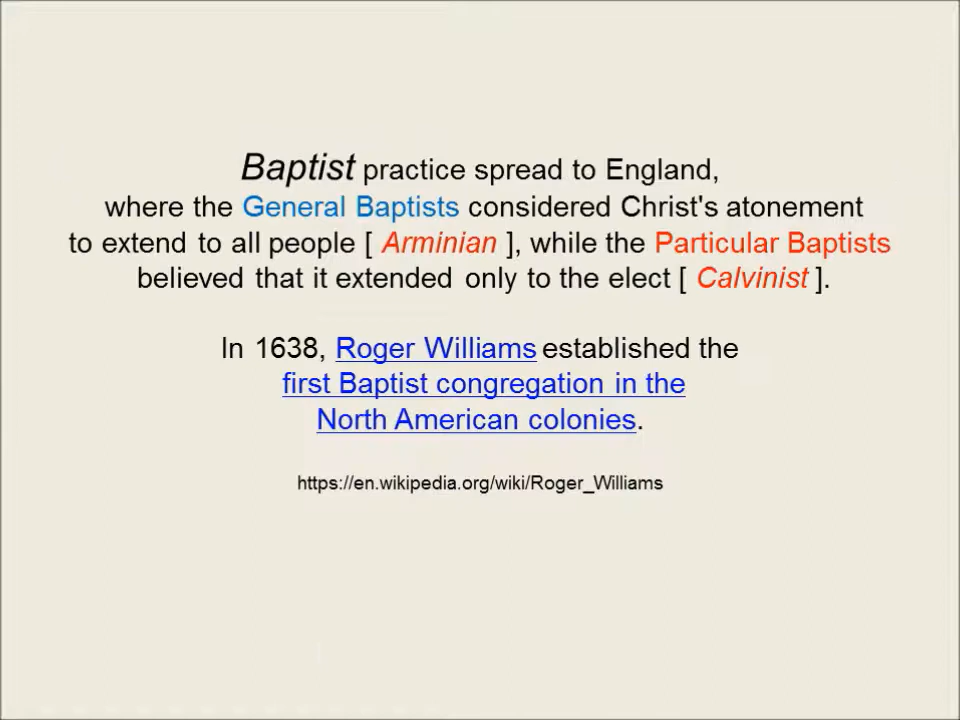 Baptist practice spread to England,
where the General Baptists considered Christ's atonement
to extend to all people [ Arminian ], while the Particular Baptists
believed that it extended only to the elect [ Calvinist ].
In 1638, Roger Williams established the
first Baptist congregation in the
North American colonies.
https://en.wikipedia.org/wiki/Roger_Williams